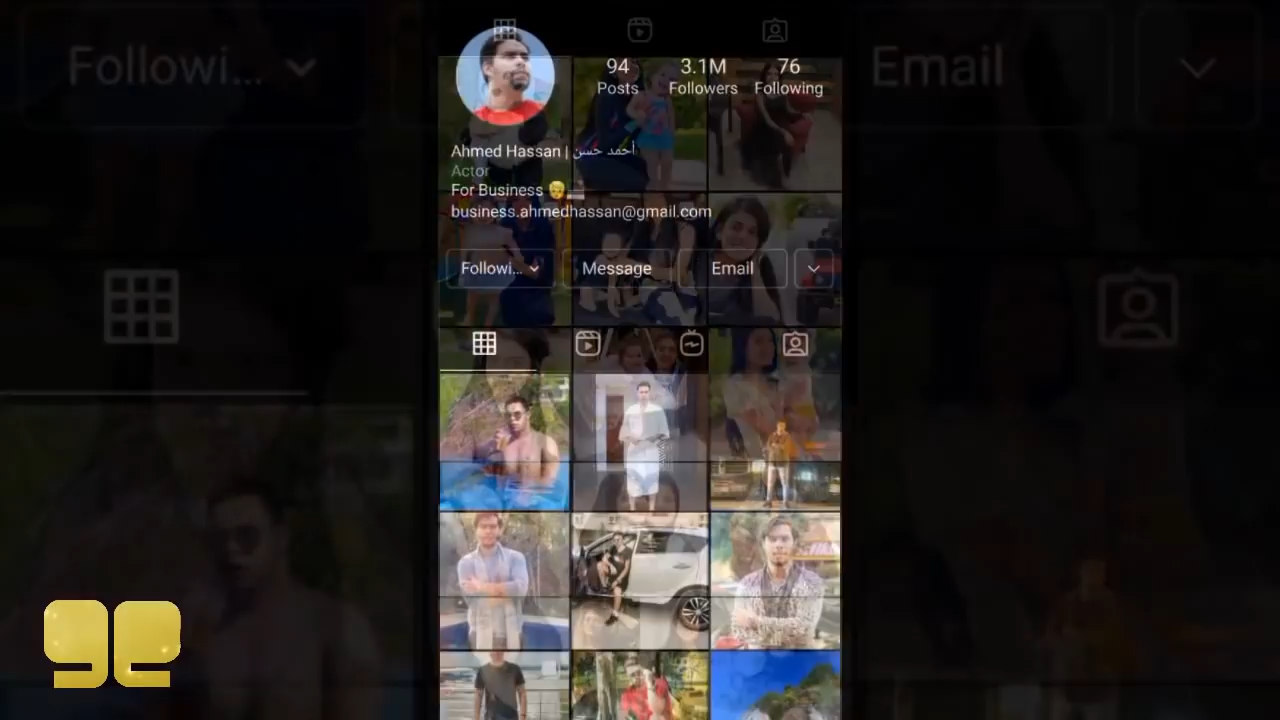 Followi...
Email
94
3.1M
76
Posts
Followers
Following
Ahmed Hassan | أحمد حسن
Actor
For Business
business.ahmedhassan@gmail.com
Followi...
Message
Email
ge